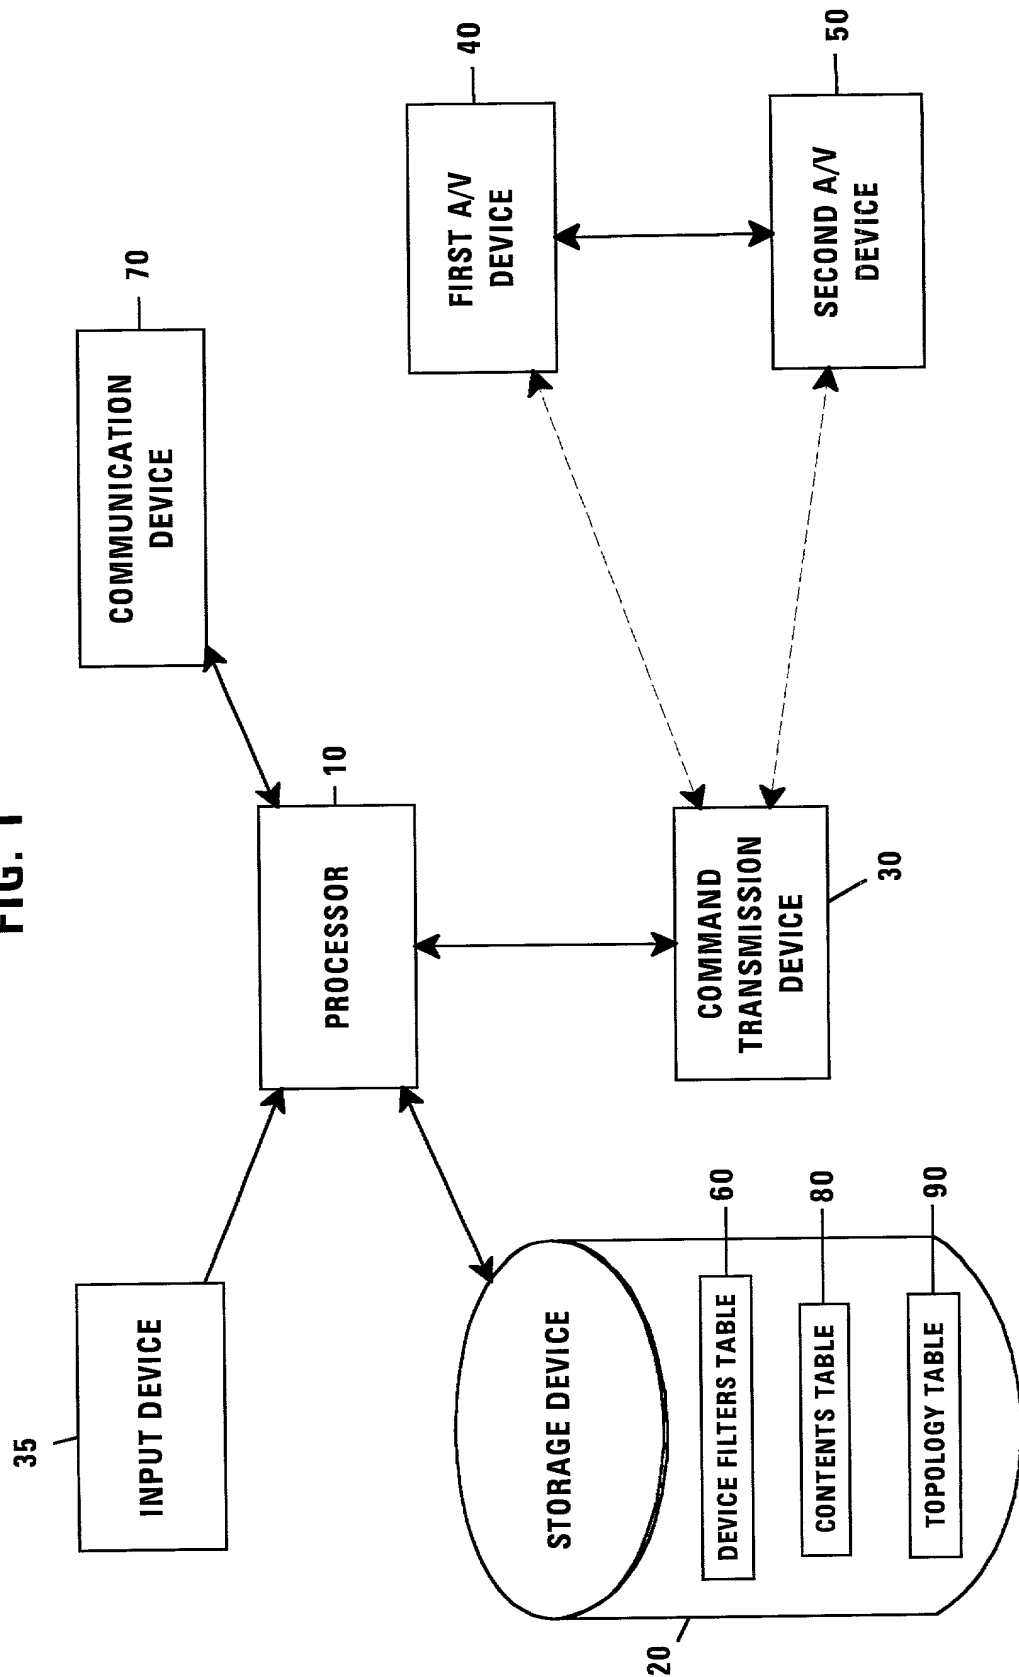 FIG. 1
35
INPUT DEVICE
PROCESSOR
10
COMMUNICATION
DEVICE
70
STORAGE DEVICE
20
DEVICE FILTERS TABLE
60
CONTENTS TABLE
80
TOPOLOGY TABLE
90
COMMAND
TRANSMISSION
DEVICE
30
FIRST A/V
DEVICE
40
SECOND A/V
DEVICE
50